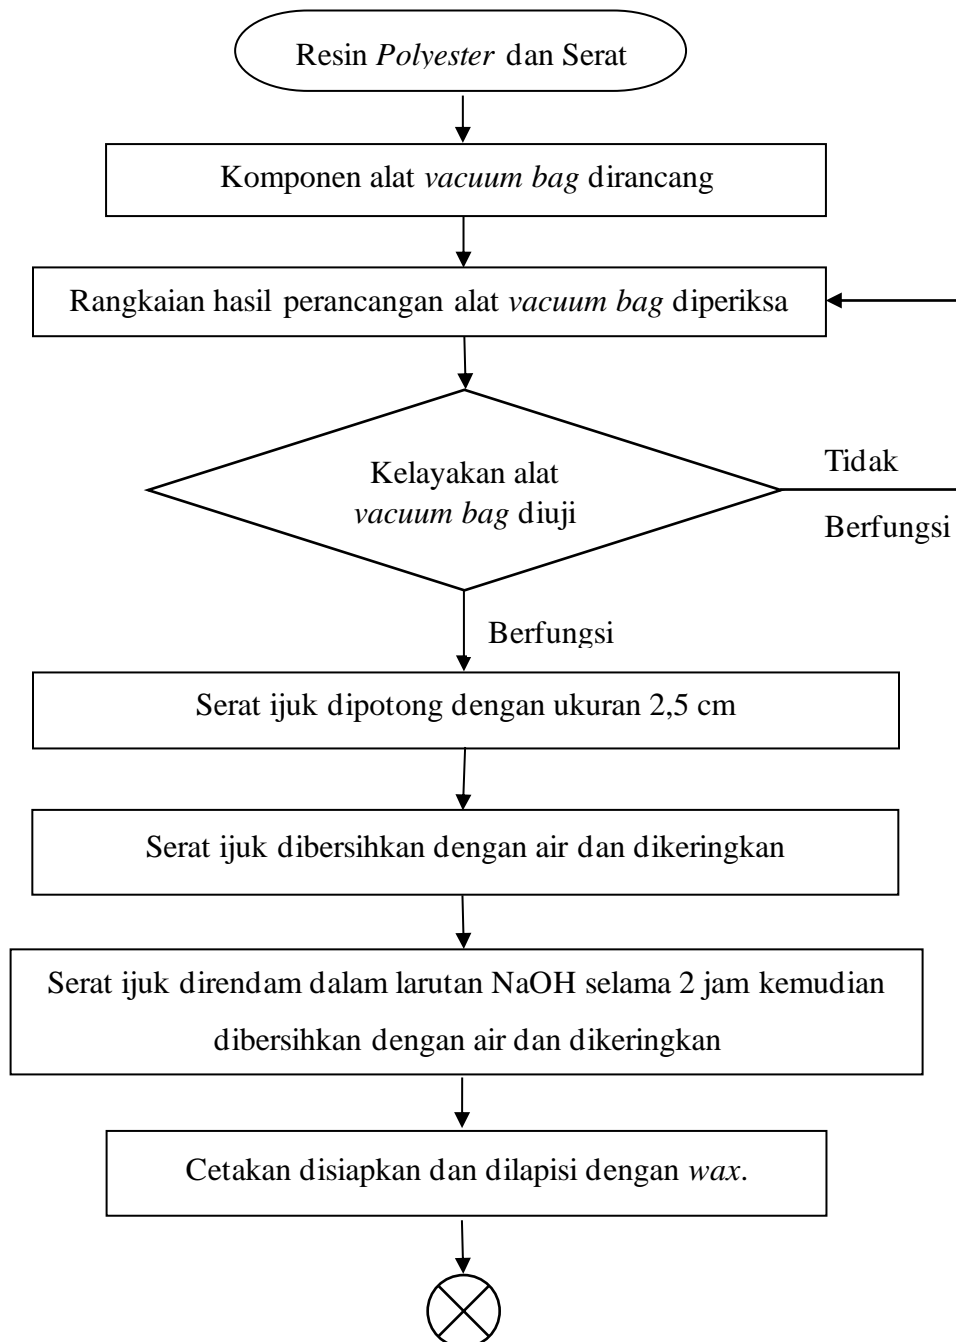 Resin Polyester dan Serat
Komponen alat vacuum bag dirancang
Rangkaian hasil perancangan alat vacuum bag diperiksa
Kelayakan alat
vacuum bag diuji
Tidak
Berfungsi
Berfungsi
Serat ijuk dipotong dengan ukuran 2,5 cm
Serat ijuk dibersihkan dengan air dan dikeringkan
Serat ijuk direndam dalam larutan NaOH selama 2 jam kemudian
dibersihkan dengan air dan dikeringkan
Cetakan disiapkan dan dilapisi dengan wax.